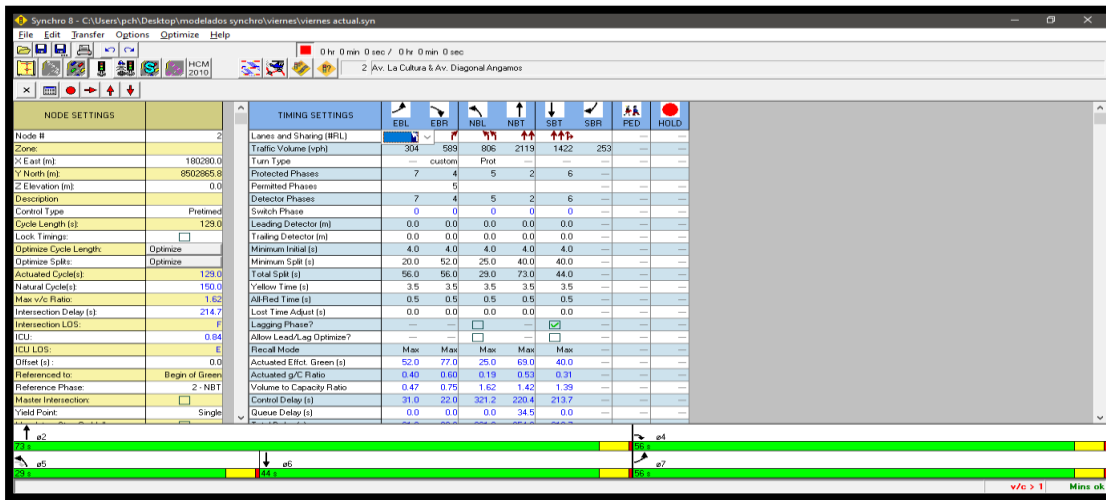 Synchro 8 - C:\Users\pch\Desktop\modelados synchro\viernes\viernes actual.syn
File Edit Transfer Options Optimize Help
0 hr 0 min 0 sec / 0 hr 0 min 0 sec
HCM 2010 2 Av. La Cultura & Av. Diagonal Angamos
NODE SETTINGS TIMING SETTINGS EBL EBR NBL NBT SBT SBR PED HOLD
Node # 2 Lanes and Sharing (#RL) — —
Zone: Traffic Volume (vph) 304 589 806 2119 1422 253 — —
X East (m): 180280.0 Turn Type — custom Prot — — — — —
Y North (m): 8502865.8 Protected Phases 7 4 5 2 6 — — —
Z Elevation (m): 0.0 Permitted Phases 5 — — —
Description Detector Phases 7 4 5 2 6 — — —
Control Type Pretimed Switch Phase 0 0 0 0 0 — — —
Cycle Length (s): 129.0 Leading Detector (m) 0.0 0.0 0.0 0.0 0.0 — — —
Lock Timings: Trailing Detector (m) 0.0 0.0 0.0 0.0 0.0 — — —
Optimize Cycle Length: Optimize Minimum Initial (s) 4.0 4.0 4.0 4.0 4.0 — — —
Optimize Splits: Optimize Minimum Split (s) 20.0 52.0 25.0 40.0 40.0 — — —
Actuated Cycle(s): 129.0 Total Split (s) 56.0 56.0 29.0 73.0 44.0 — — —
Natural Cycle(s): 150.0 Yellow Time (s) 3.5 3.5 3.5 3.5 3.5 — — —
Max v/c Ratio: 1.62 All-Red Time (s) 0.5 0.5 0.5 0.5 0.5 — — —
Intersection Delay (s): 214.7 Lost Time Adjust (s) 0.0 0.0 0.0 0.0 0.0 — — —
Intersection LOS: F Lagging Phase? — — — — — —
ICU: 0.84 Allow Lead/Lag Optimize? — — — — — —
ICU LOS: E Recall Mode Max Max Max Max Max — — —
Offset (s) : 0.0 Actuated Effct. Green (s) 52.0 77.0 25.0 69.0 40.0 — — —
Referenced to: Begin of Green Actuated g/C Ratio 0.40 0.60 0.19 0.53 0.31 — — —
Reference Phase: 2 - NBT Volume to Capacity Ratio 0.47 0.75 1.62 1.42 1.39 — — —
Master Intersection: Control Delay (s) 31.0 22.0 321.2 220.4 213.7 — — —
Yield Point: Single Queue Delay (s) 0.0 0.0 0.0 34.5 0.0 — — —
ø2 ø4
73 s 56 s
ø5 ø6 ø7
29 s 44 s 56 s
v/c > 1 Mins ok